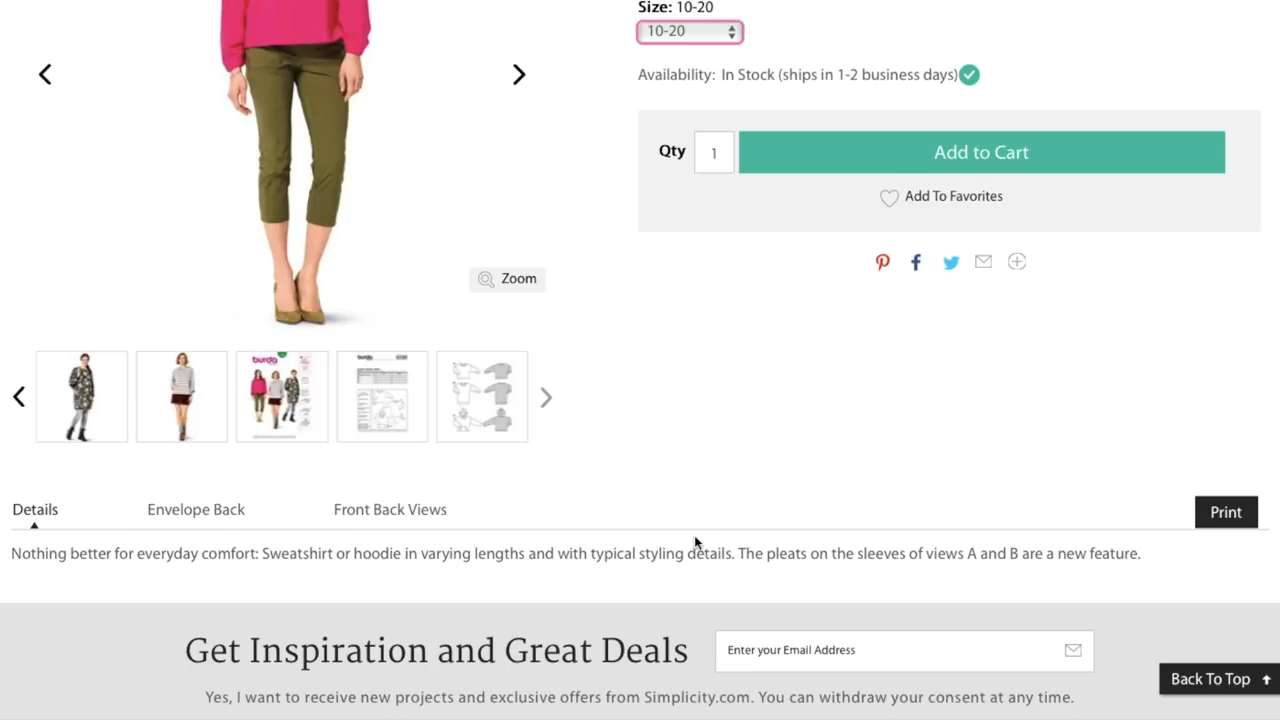 Size: 10-20
10-20
Availability: In Stock (ships in 1-2 business days)
Qty 1 Add to Cart
Add To Favorites
Zoom
burda
burda
Details Envelope Back Front Back Views Print
Nothing better for everyday comfort: Sweatshirt or hoodie in varying lengths and with typical styling details. The pleats on the sleeves of views A and B are a new feature.
Get Inspiration and Great Deals
Enter your Email Address
Back To Top
Yes, I want to receive new projects and exclusive offers from Simplicity.com. You can withdraw your consent at any time.